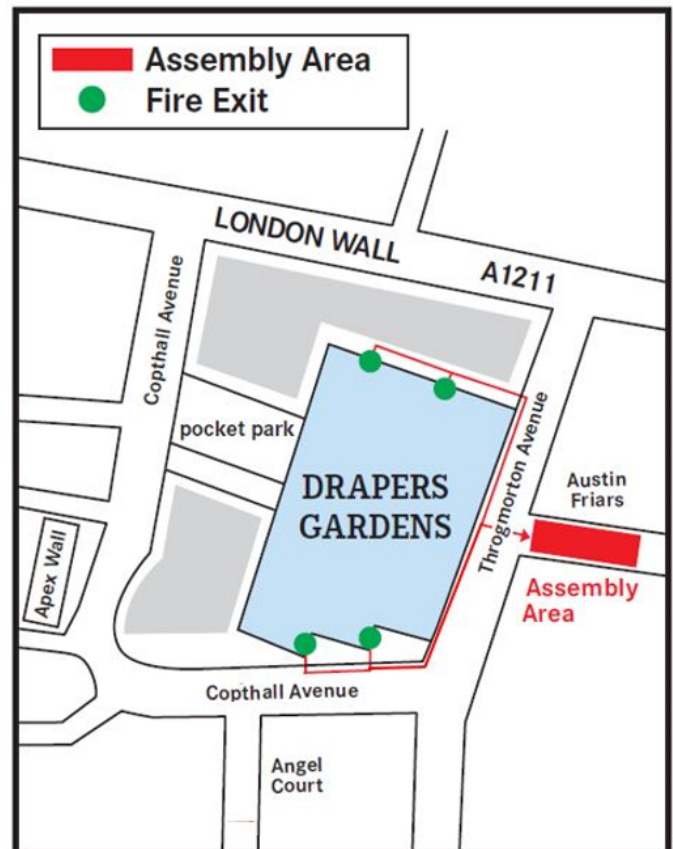 Assembly Area
Fire Exit
LONDON WALL
A1211
Copthall Avenue
pocket park
DRAPERS
GARDENS
Throgmorton Avenue
Austin
Friars
Assembly
Area
Apex Wall
Copthall Avenue
Angel
Court